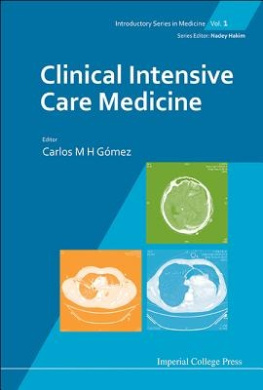 Introductory Series in Medicine Vol. 1
Series Editor: Hadey Hakim
Clinical Intensive
Care Medicine
Editor
Carlos M H Gómez
Imperial College Press